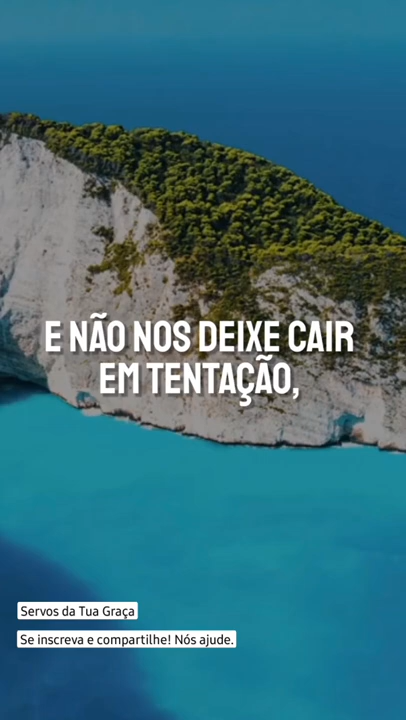 E NÃO NOS DEIXE CAIR
EM TENTAÇÃO,
Servos da Tua Graça
Se inscreva e compartilhe! Nós ajude.